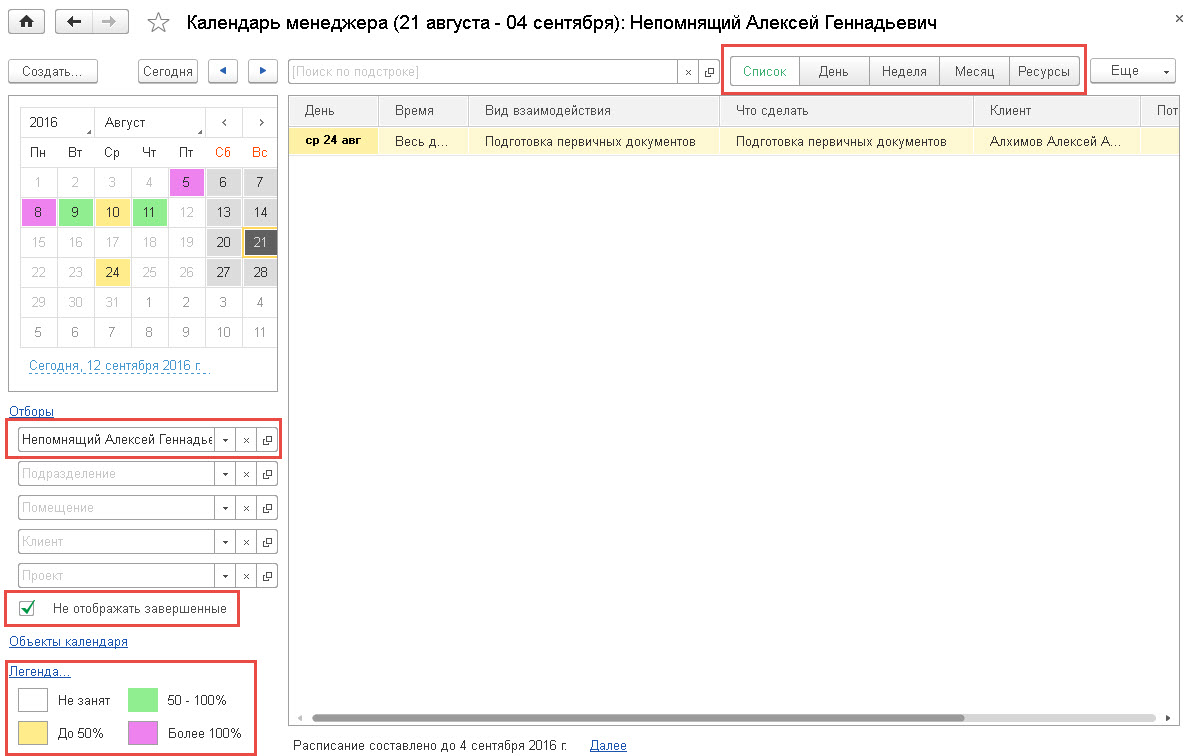 Календарь менеджера (21 августа - 04 сентября): Непомнящий Алексей Геннадьевич
Создать...
Сегодня
[Поиск по подстроке]
Список День Неделя Месяц Ресурсы
Еще
2016 Август
Пн Вт Ср Чт Пт Сб Вс
1 2 3 4 5 6 7
8 9 10 11 12 13 14
15 16 17 18 19 20 21
22 23 24 25 26 27 28
29 30 31 1 2 3 4
5 6 7 8 9 10 11
Сегодня, 12 сентября 2016 г.
Отборы
Непомнящий Алексей Геннадье
Подразделение
Помещение
Клиент
Проект
Не отображать завершенные
Объекты календаря
Легенда...
Не занят 50 - 100%
До 50% Более 100%
День Время Вид взаимодействия Что сделать Клиент Пот
ср 24 авг Весь д... Подготовка первичных документов Подготовка первичных документов Алхимов Алексей А...
Расписание составлено до 4 сентября 2016 г. Далее